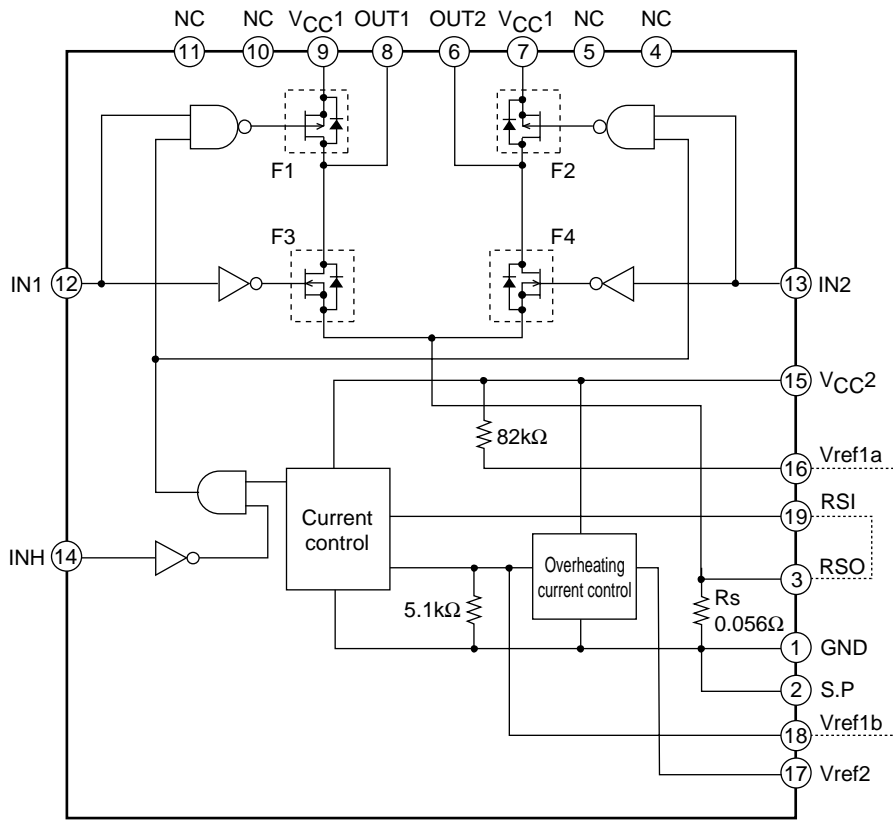 NC NC VCC1 OUT1 OUT2 VCC1 NC NC
11 10 9 8 6 7 5 4
F1 F2
F3 F4
IN1 12 13 IN2
15 VCC2
82kΩ
16 Vref1a
19 RSI
Current
control
INH 14
Overheating
current control
3 RSO
5.1kΩ
Rs
0.056Ω
1 GND
2 S.P
18 Vref1b
17 Vref2